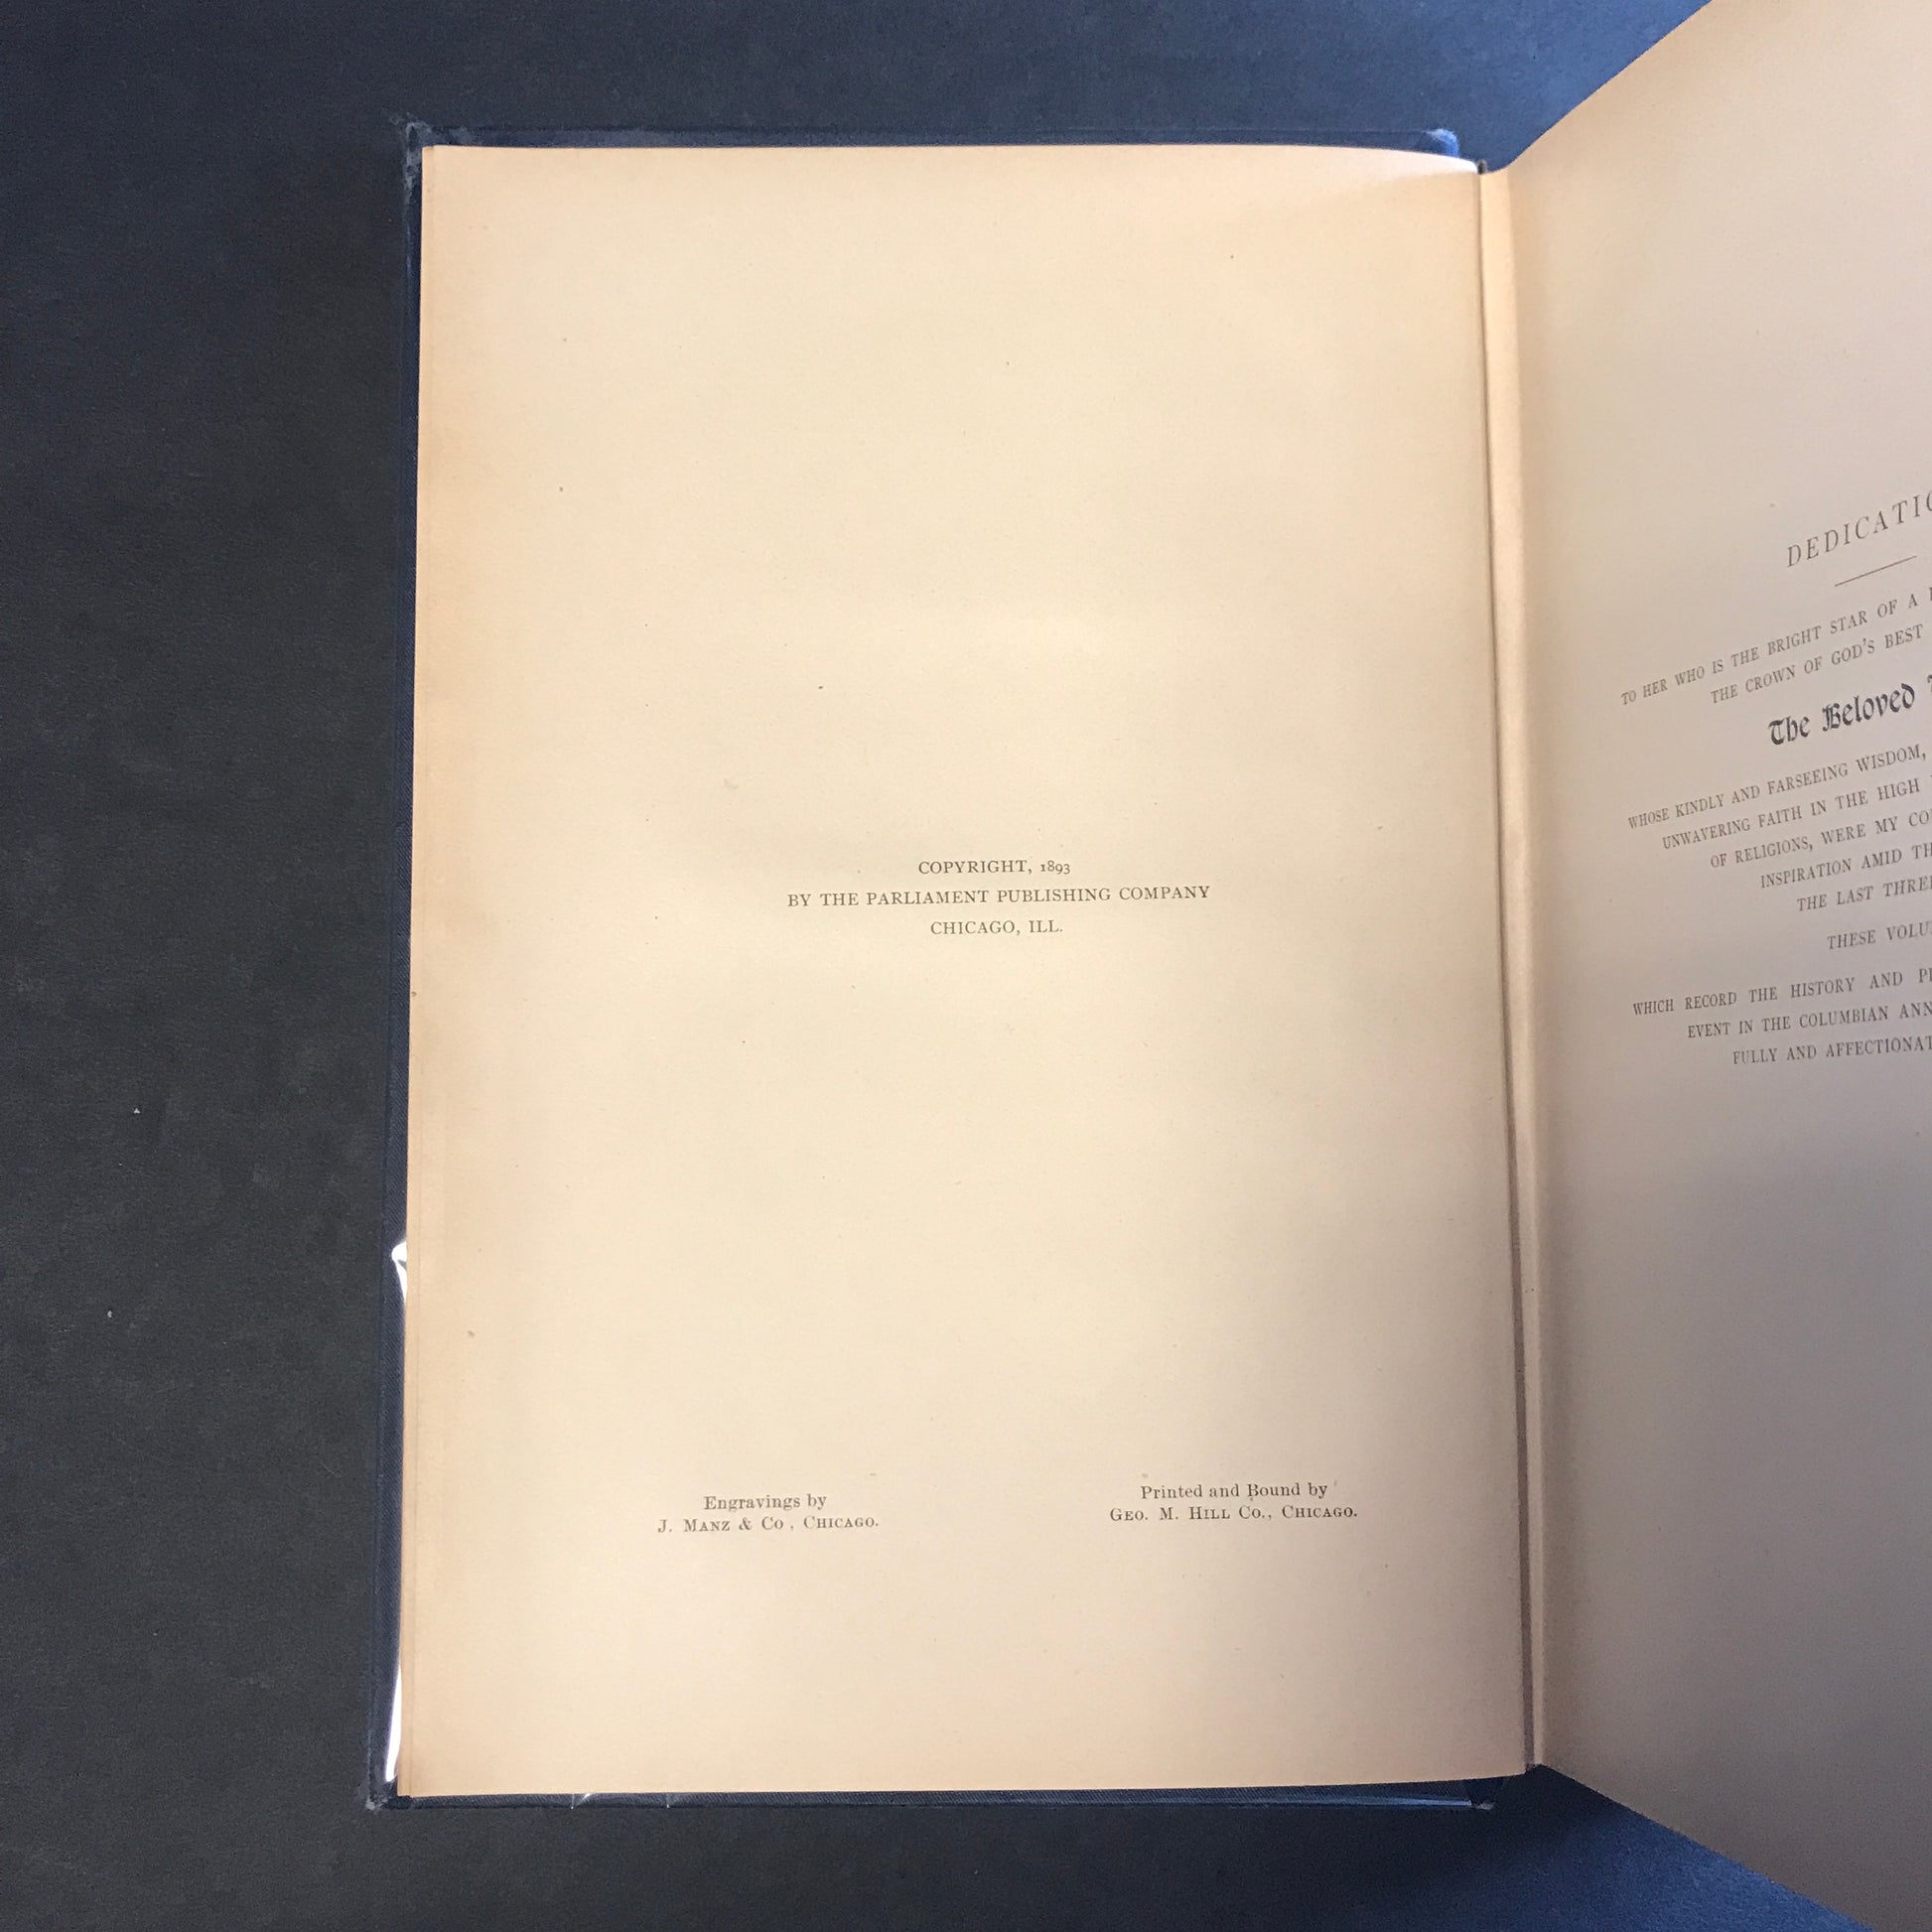 COPYRIGHT, 1893
BY THE PARLIAMENT PUBLISHING COMPANY
CHICAGO, ILL.
Engravings by
J. MANZ & Co, CHICAGO.
Printed and Bound by
GEO. M. HILL CO., CHICAGO.
TO HER WHO IS THE BRIGHT STAR OF A
THE CROWN OF GOD'S BEST
The Beloved
WHOSE KINDLY AND FARSEEING WISDOM,
UNWAVERING FAITH IN THE HIGH
OF RELIGIONS, WERE MY
INSPIRATION AMID
THE LAST
THESE
WHICH RECORD THE HISTORY AND
EVENT IN THE COLUMBIAN
FULLY AND